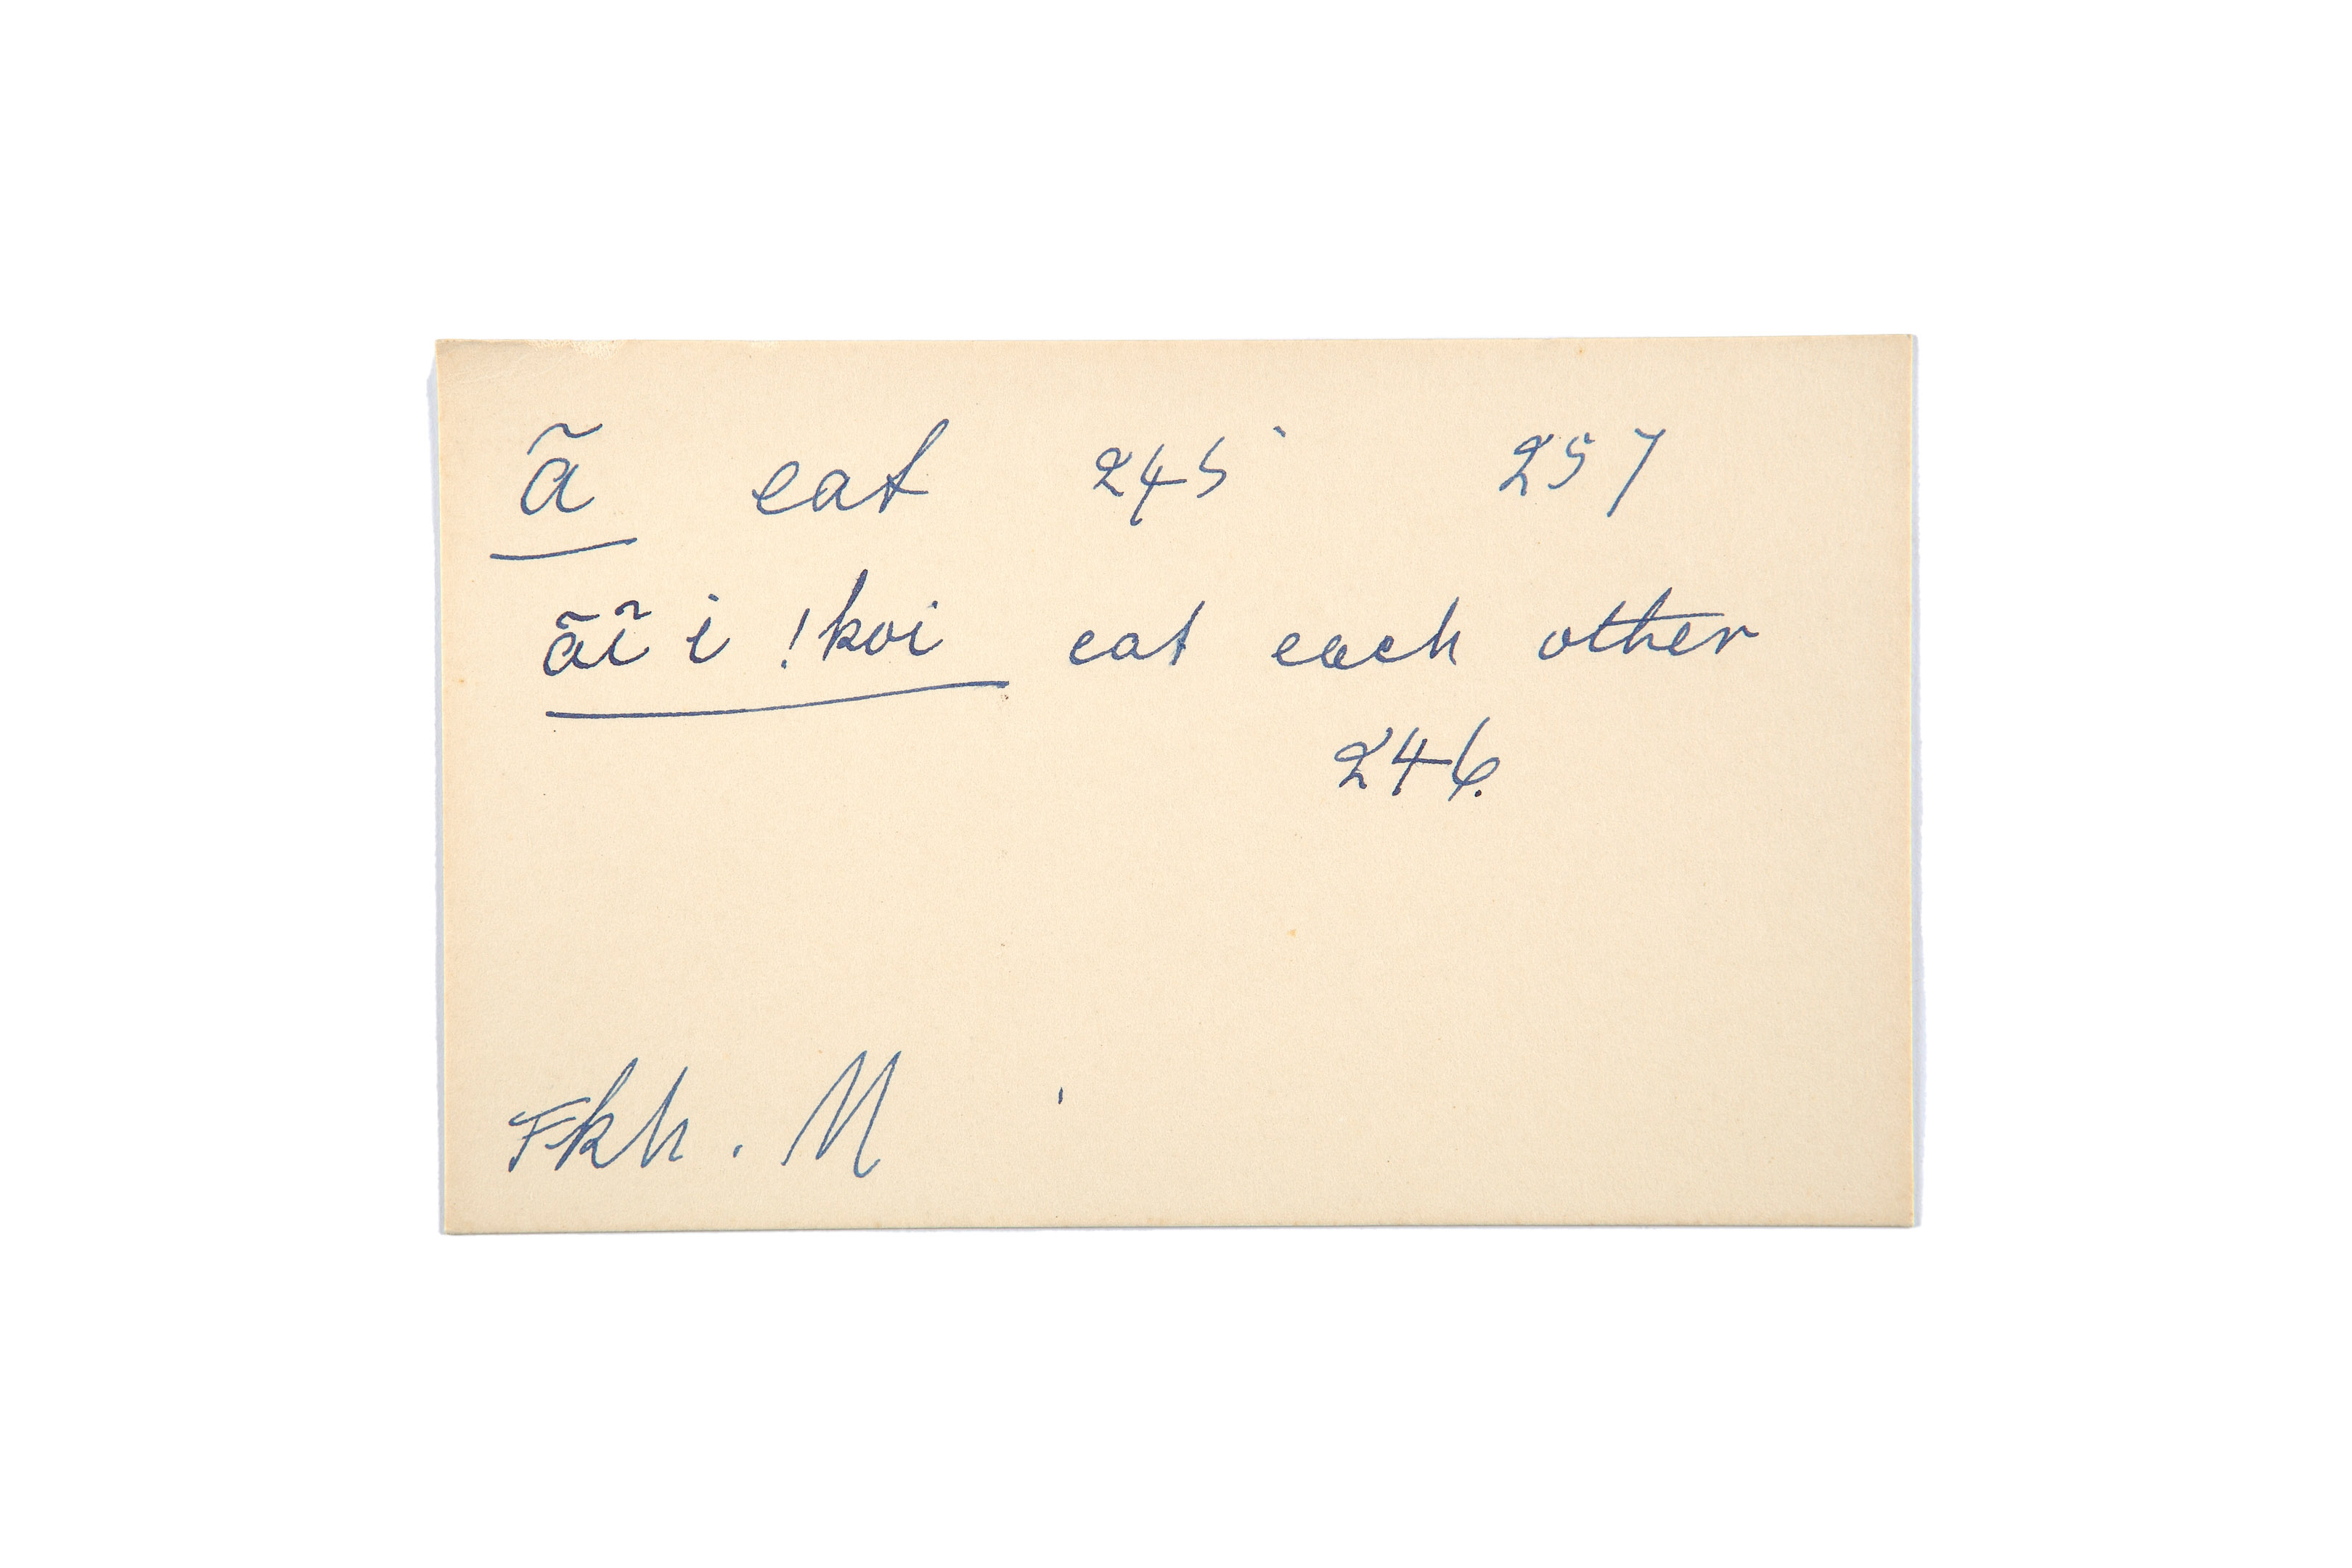 ã eat 245 257
ãĩ i !koi eat each other
246.
Fkh. M